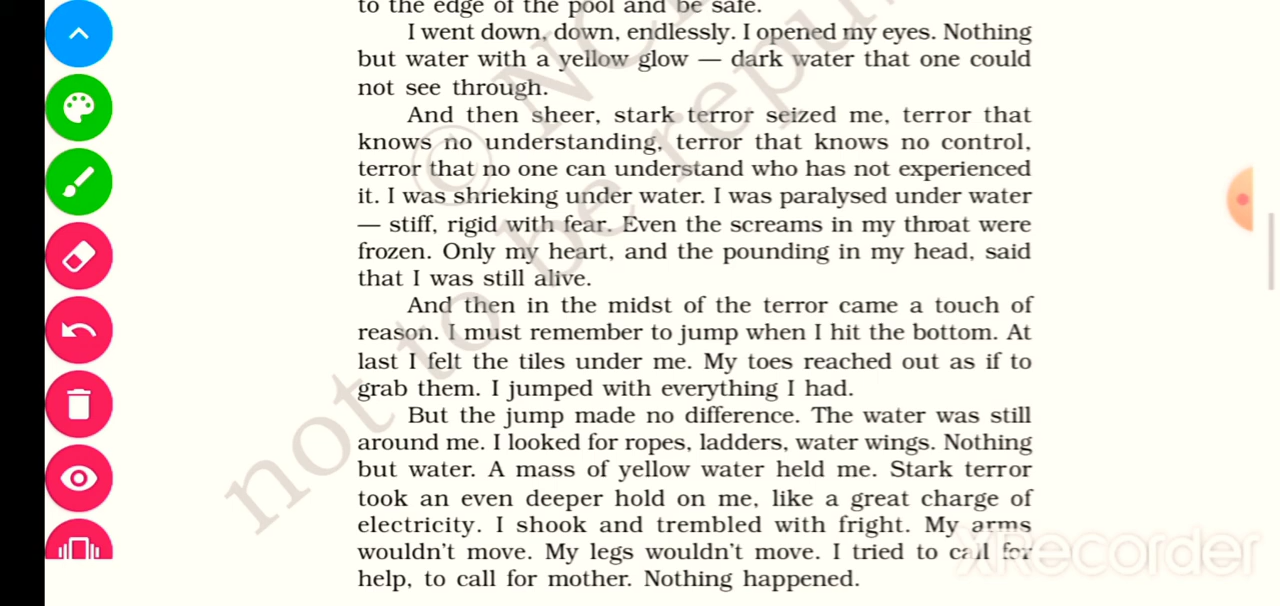 to the edge of the pool and be safe.
I went down, down, endlessly. I opened my eyes. Nothing
but water with a yellow glow — dark water that one could
not see through.
And then sheer, stark terror seized me, terror that
knows no understanding, terror that knows no control,
terror that no one can understand who has not experienced
it. I was shrieking under water. I was paralysed under water
— stiff, rigid with fear. Even the screams in my throat were
frozen. Only my heart, and the pounding in my head, said
that I was still alive.
And then in the midst of the terror came a touch of
reason. I must remember to jump when I hit the bottom. At
last I felt the tiles under me. My toes reached out as if to
grab them. I jumped with everything I had.
But the jump made no difference. The water was still
around me. I looked for ropes, ladders, water wings. Nothing
but water. A mass of yellow water held me. Stark terror
took an even deeper hold on me, like a great charge of
electricity. I shook and trembled with fright. My arms
wouldn't move. My legs wouldn't move. I tried to call for
help, to call for mother. Nothing happened.
not to be
XRecorder